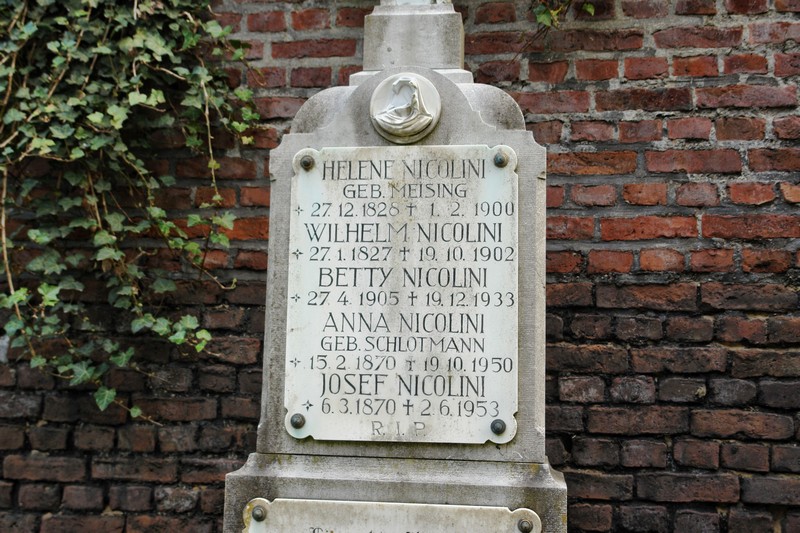 HELENE NICOLINI
GEB. MEISING
✢ 27. 12. 1828 ✝ 1. 2. 1900
WILHELM NICOLINI
✢ 27. 1. 1827 ✝ 19. 10. 1902
BETTY NICOLINI
✢ 27. 4. 1905 ✝ 19. 12. 1933
ANNA NICOLINI
GEB. SCHLOTMANN
✢ 15. 2. 1870 ✝ 19. 10. 1950
JOSEF NICOLINI
✢ 6. 3. 1870 ✝ 2. 6. 1953
R. I. P.